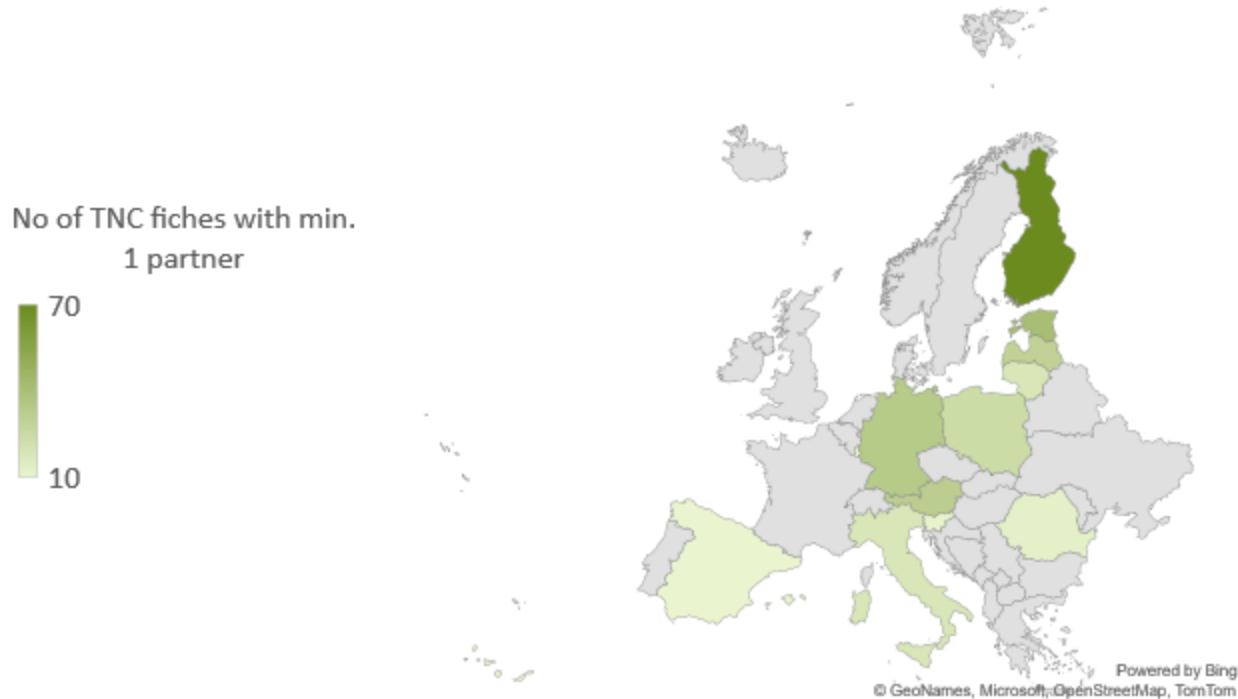 No of TNC fiches with min.
1 partner
70
10
Powered by Bing
© GeoNames, Microsoft, OpenStreetMap, TomTom